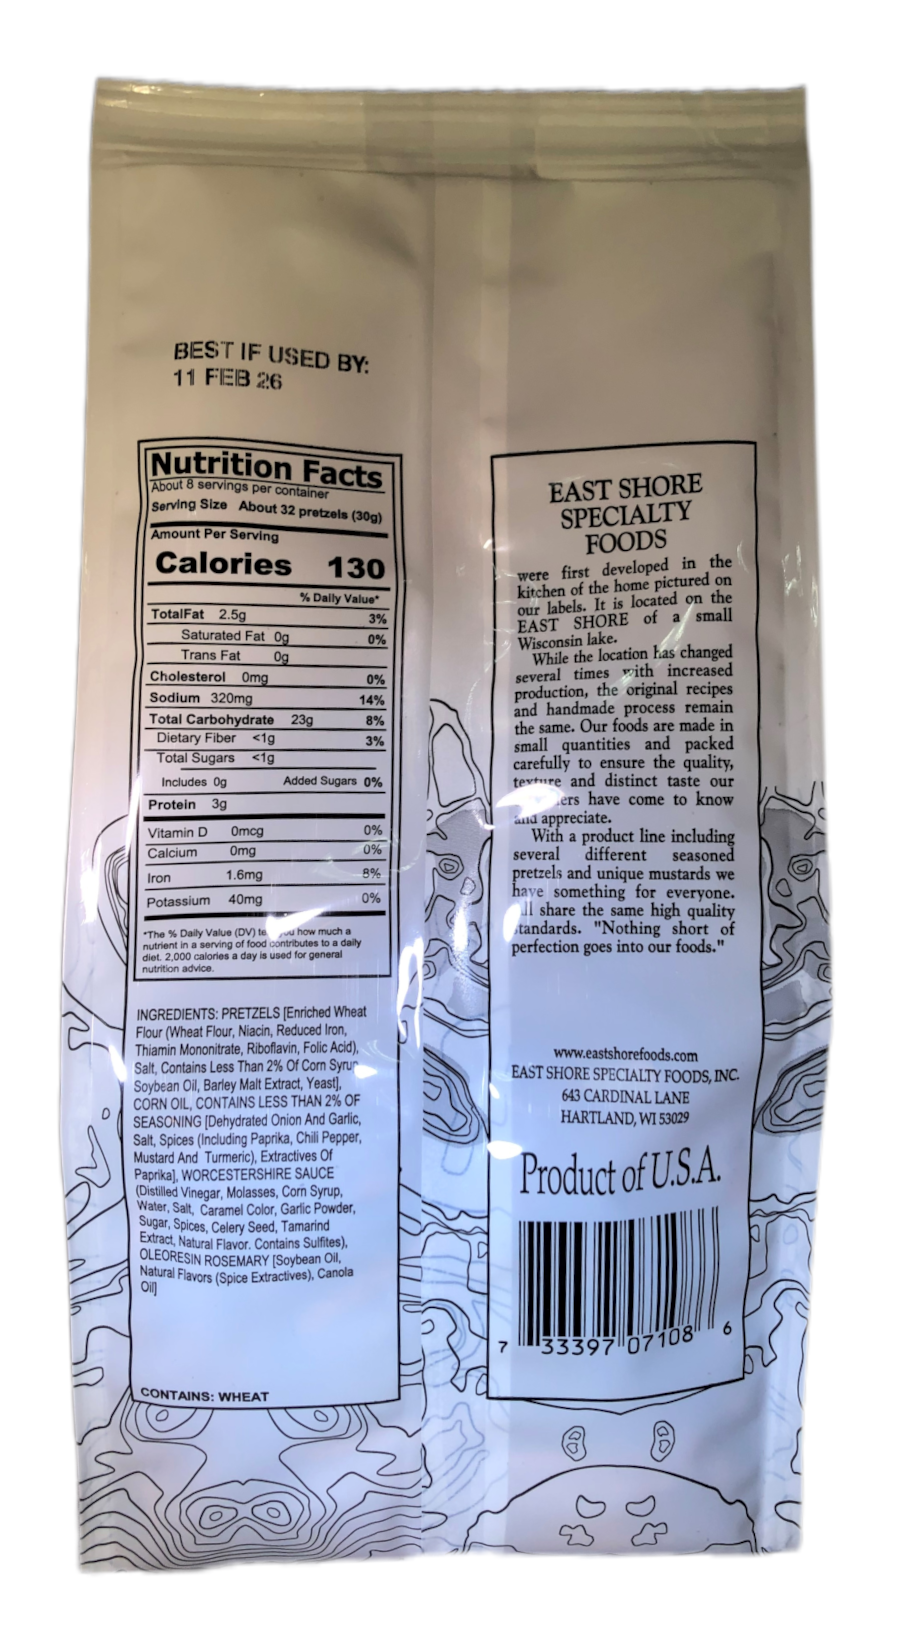 BEST IF USED BY:
11 FEB 26
Nutrition Facts
About 8 servings per container
Serving Size About 32 pretzels (30g)
Amount Per Serving
Calories 130
% Daily Value*
TotalFat 2.5g 3%
Saturated Fat 0g 0%
Trans Fat 0g
Cholesterol 0mg 0%
Sodium 320mg 14%
Total Carbohydrate 23g 8%
Dietary Fiber <1g 3%
Total Sugars <1g
Includes 0g Added Sugars 0%
Protein 3g
Vitamin D 0mcg 0%
Calcium 0mg 0%
Iron 1.6mg 8%
Potassium 40mg 0%
*The % Daily Value (DV) how much a
nutrient in a serving of food contributes to a daily
diet. 2,000 calories a day is used for general
nutrition advice.
INGREDIENTS: PRETZELS [Enriched Wheat
Flour (Wheat Flour, Niacin, Reduced Iron,
Thiamin Mononitrate, Riboflavin, Folic Acid),
Salt, Contains Less Than 2% Of Corn Syrup,
Soybean Oil, Barley Malt Extract, Yeast],
CORN OIL, CONTAINS LESS THAN 2% OF
SEASONING [Dehydrated Onion And Garlic,
Salt, Spices (Including Paprika, Chili Pepper,
Mustard And Turmeric), Extractives Of
Paprika], WORCESTERSHIRE SAUCE
(Distilled Vinegar, Molasses, Corn Syrup,
Water, Salt, Caramel Color, Garlic Powder,
Sugar, Spices, Celery Seed, Tamarind
Extract, Natural Flavor. Contains Sulfites),
OLEORESIN ROSEMARY [Soybean Oil,
Natural Flavors (Spice Extractives), Canola
Oil]
CONTAINS: WHEAT
EAST SHORE
SPECIALTY
FOODS
were first developed in the
kitchen of the home pictured on
our labels. It is located on the
EAST SHORE of a small
Wisconsin lake.
While the location has changed
several times with increased
production, the original recipes
and handmade process remain
the same. Our foods are made in
small quantities and packed
carefully to ensure the quality,
texture and distinct taste our
have come to know
and appreciate.
With a product line including
several different seasoned
pretzels and unique mustards we
have something for everyone.
All share the same high quality
standards. "Nothing short of
perfection goes into our foods."
www.eastshorefoods.com
EAST SHORE SPECIALTY FOODS, INC.
643 CARDINAL LANE
HARTLAND, WI 53029
Product of U.S.A.
7 33397 07108 6